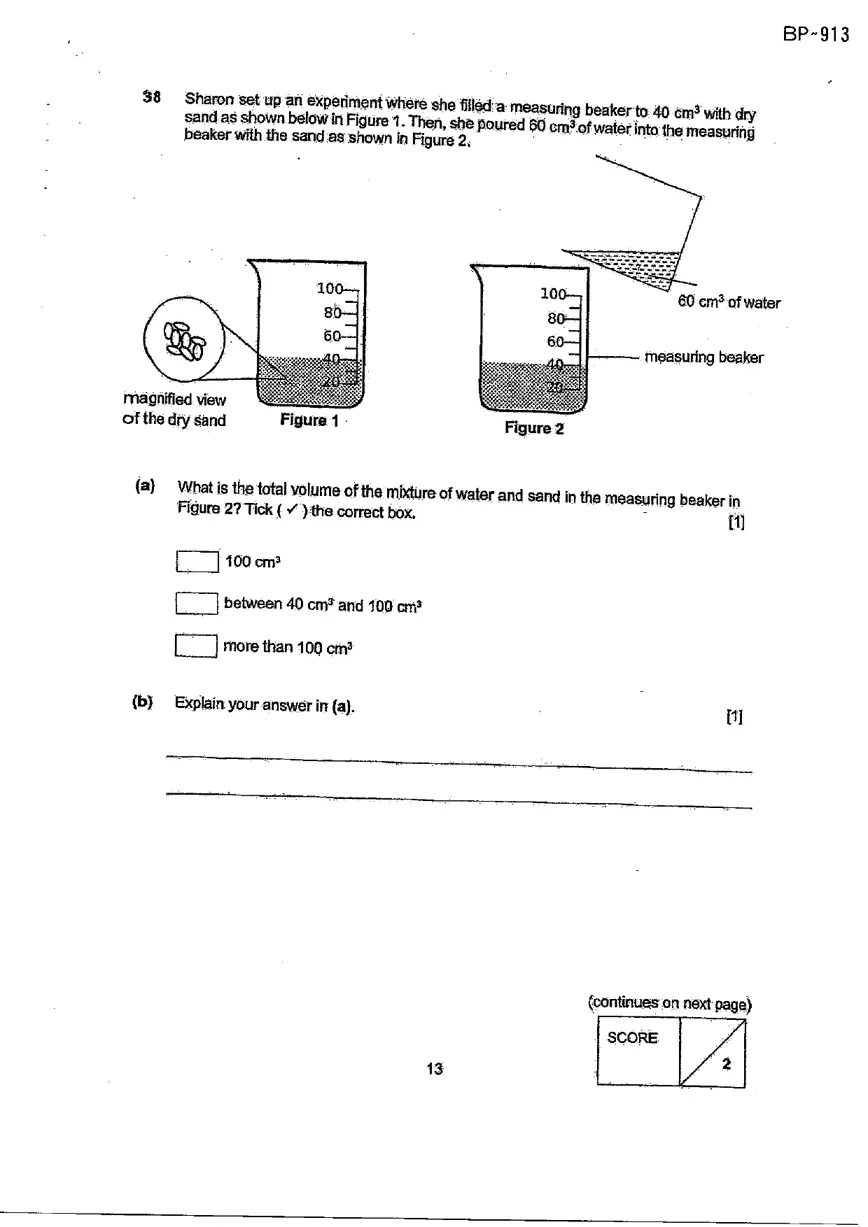 BP-913
38 Sharon set up an experiment where she filled a measuring beaker to 40 cm³ with dry
sand as shown below in Figure 1. Then, she poured 60 cm³ of water into the measuring
beaker with the sand as shown in Figure 2.
100
80
60
40
20
magnified view
of the dry sand
Figure 1
100
80
60
40
20
60 cm³ of water
measuring beaker
Figure 2
(a) What is the total volume of the mixture of water and sand in the measuring beaker in
Figure 2? Tick ( ✓ ) the correct box. [1]
100 cm³
between 40 cm³ and 100 cm³
more than 100 cm³
(b) Explain your answer in (a). [1]
(continues on next page)
SCORE
2
13